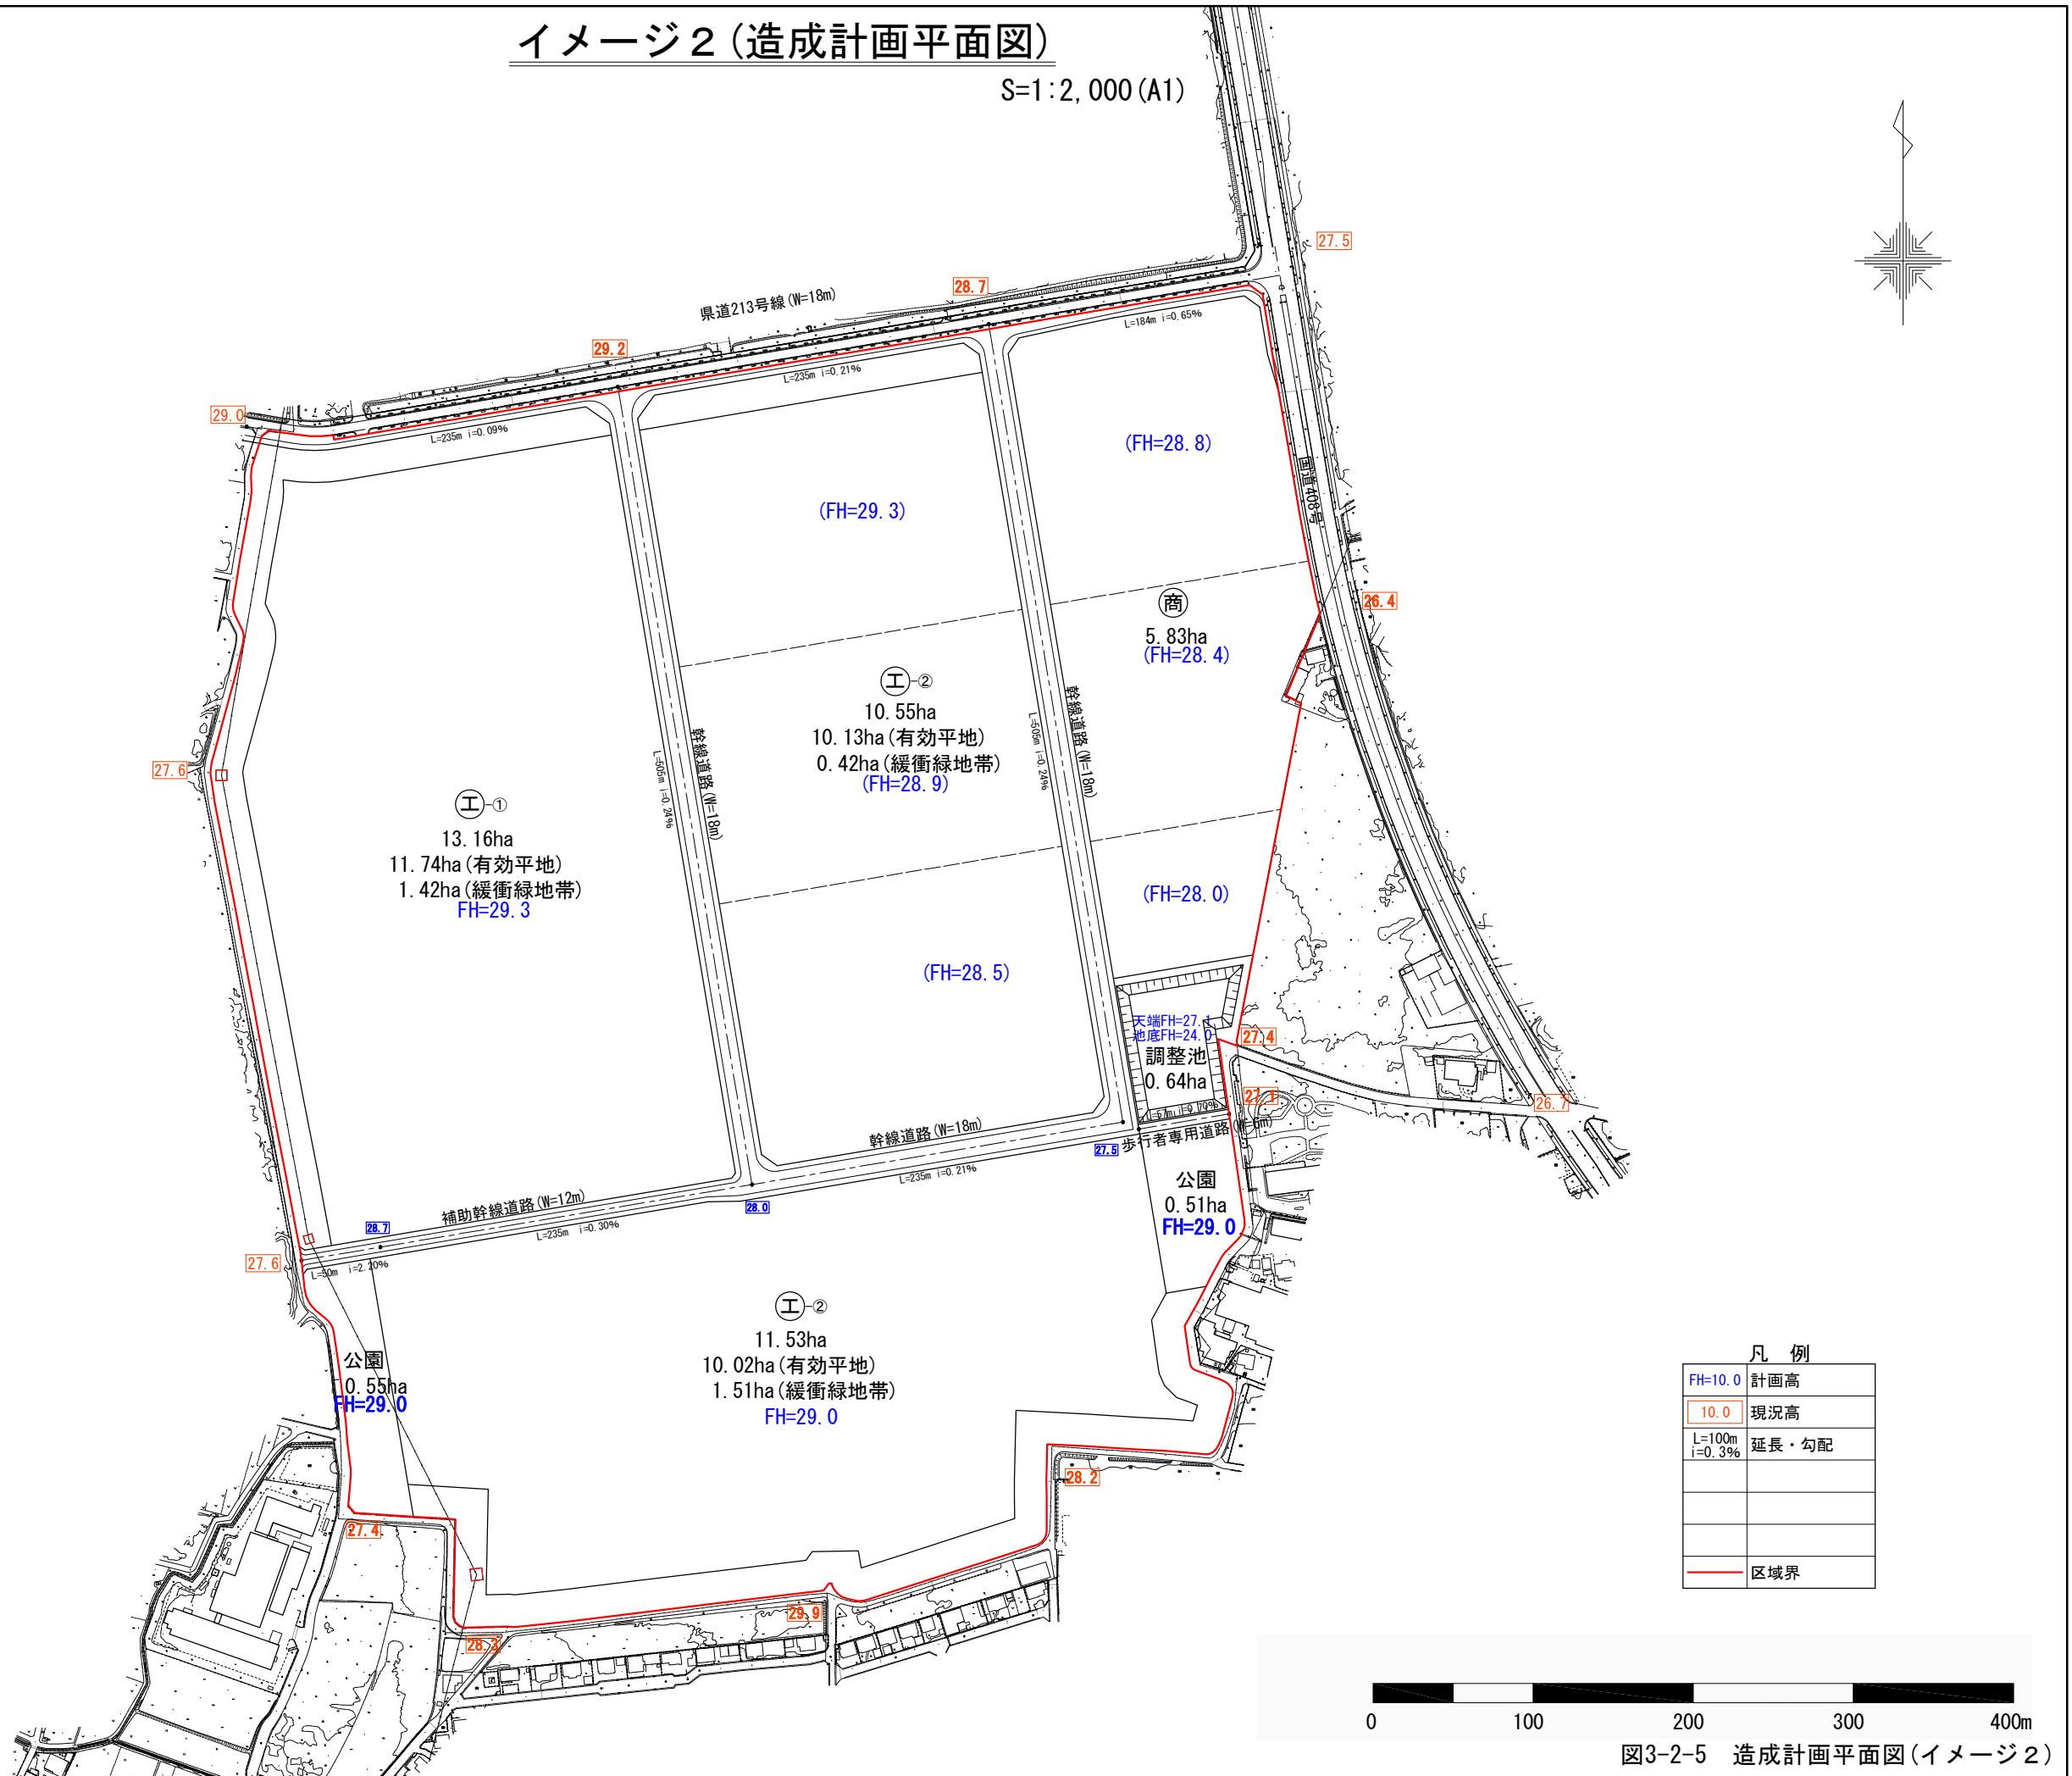 イメージ２(造成計画平面図)
S=1:2,000(A1)
27.5
28.7
県道213号線(W=18m)
L=184m i=0.65%
29.2
L=235m i=0.21%
29.0
L=235m i=0.09%
(FH=28.8)
国道408号
(FH=29.3)
26.4
商
5.83ha
(FH=28.4)
工-②
10.55ha
10.13ha(有効平地)
0.42ha(緩衝緑地帯)
(FH=28.9)
幹線道路(W=18m)
L=505m i=0.24%
幹線道路(W=18m)
L=505m i=0.24%
27.6
工-①
13.16ha
11.74ha(有効平地)
1.42ha(緩衝緑地帯)
FH=29.3
(FH=28.0)
(FH=28.5)
天端FH=27.1
池底FH=24.0
調整池
0.64ha
27.4
27.1
26.7
L=57m i=0.70%
歩行者専用道路(W=6m)
幹線道路(W=18m)
27.5
L=235m i=0.21%
公園
0.51ha
FH=29.0
補助幹線道路(W=12m)
28.0
28.7
L=235m i=0.30%
27.6
L=50m i=2.20%
工-②
11.53ha
10.02ha(有効平地)
1.51ha(緩衝緑地帯)
FH=29.0
公園
0.55ha
FH=29.0
28.2
27.4
29.9
28.3
凡 例
FH=10.0 計画高
10.0 現況高
L=100m
i=0.3% 延長・勾配
区域界
0 100 200 300 400m
図3-2-5 造成計画平面図(イメージ２)